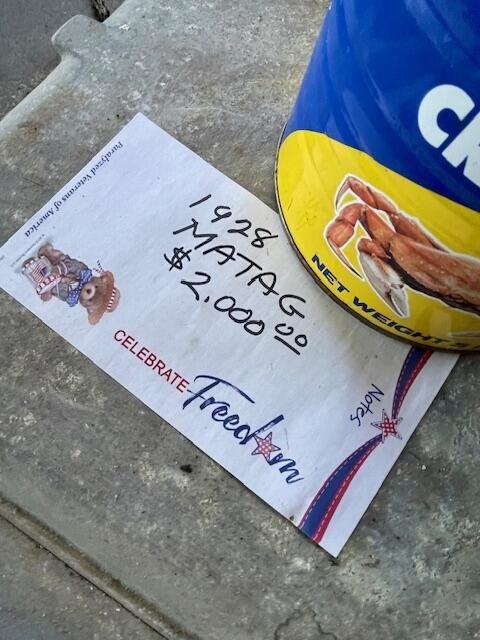 1928
MATAG
$2.000 00
Paralyzed Veterans of America
CELEBRATE
Freedom
Notes
NET WEIGHT